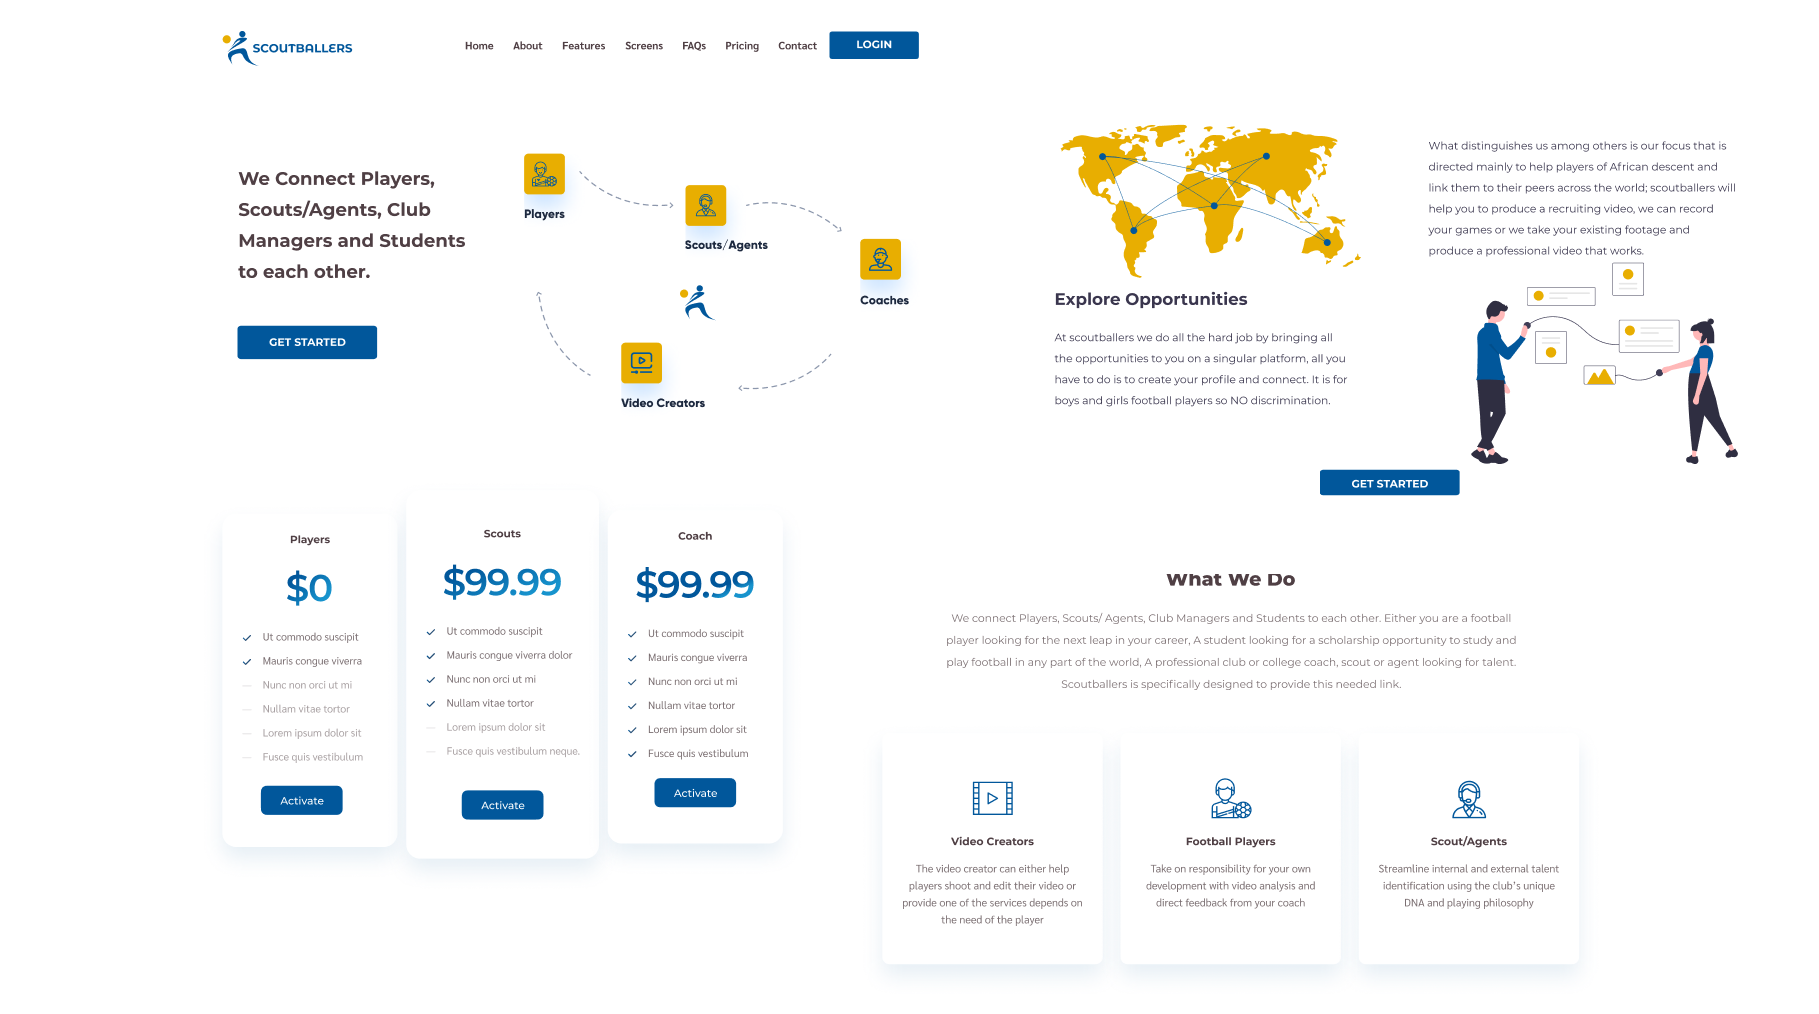 SCOUTBALLERS
Home About Features Screens FAQs Pricing Contact LOGIN
We Connect Players,
Scouts/Agents, Club
Managers and Students
to each other.
GET STARTED
Players
Scouts/Agents
Coaches
Video Creators
Explore Opportunities
At scoutballers we do all the hard job by bringing all
the opportunities to you on a singular platform, all you
have to do is to create your profile and connect. It is for
boys and girls football players so NO discrimination.
What distinguishes us among others is our focus that is
directed mainly to help players of African descent and
link them to their peers across the world; scoutballers will
help you to produce a recruiting video, we can record
your games or we take your existing footage and
produce a professional video that works.
GET STARTED
Players
$0
Ut commodo suscipit
Mauris congue viverra
Nunc non orci ut mi
Nullam vitae tortor
Lorem ipsum dolor sit
Fusce quis vestibulum
Activate
Scouts
$99.99
Ut commodo suscipit
Mauris congue viverra dolor
Nunc non orci ut mi
Nullam vitae tortor
Lorem ipsum dolor sit
Fusce quis vestibulum neque.
Activate
Coach
$99.99
Ut commodo suscipit
Mauris congue viverra
Nunc non orci ut mi
Nullam vitae tortor
Lorem ipsum dolor sit
Fusce quis vestibulum
Activate
What We Do
We connect Players, Scouts/ Agents, Club Managers and Students to each other. Either you are a football
player looking for the next leap in your career, A student looking for a scholarship opportunity to study and
play football in any part of the world, A professional club or college coach, scout or agent looking for talent.
Scoutballers is specifically designed to provide this needed link.
Video Creators
The video creator can either help
players shoot and edit their video or
provide one of the services depends on
the need of the player
Football Players
Take on responsibility for your own
development with video analysis and
direct feedback from your coach
Scout/Agents
Streamline internal and external talent
identification using the club's unique
DNA and playing philosophy